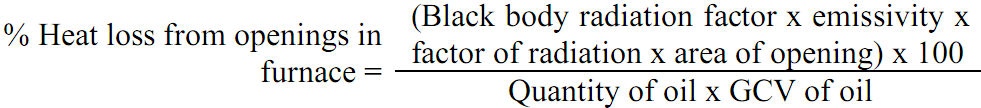 % Heat loss from openings in
furnace =
(Black body radiation factor x emissivity x
factor of radiation x area of opening) x 100
Quantity of oil x GCV of oil